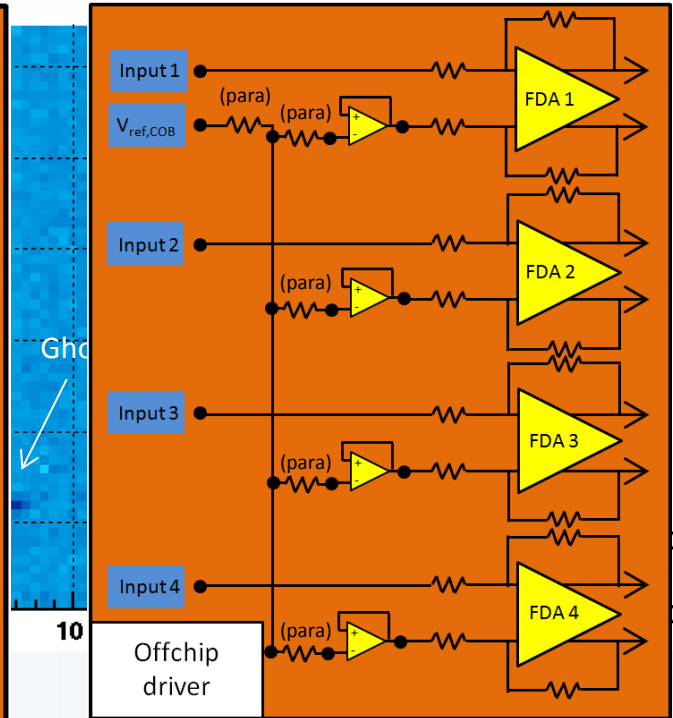 Input 1
(para)
(para)
+
-
FDA 1
V_ref,COB
Input 2
(para)
+
-
FDA 2
Gho
Input 3
(para)
+
-
FDA 3
Input 4
(para)
+
-
FDA 4
10
Offchip
driver